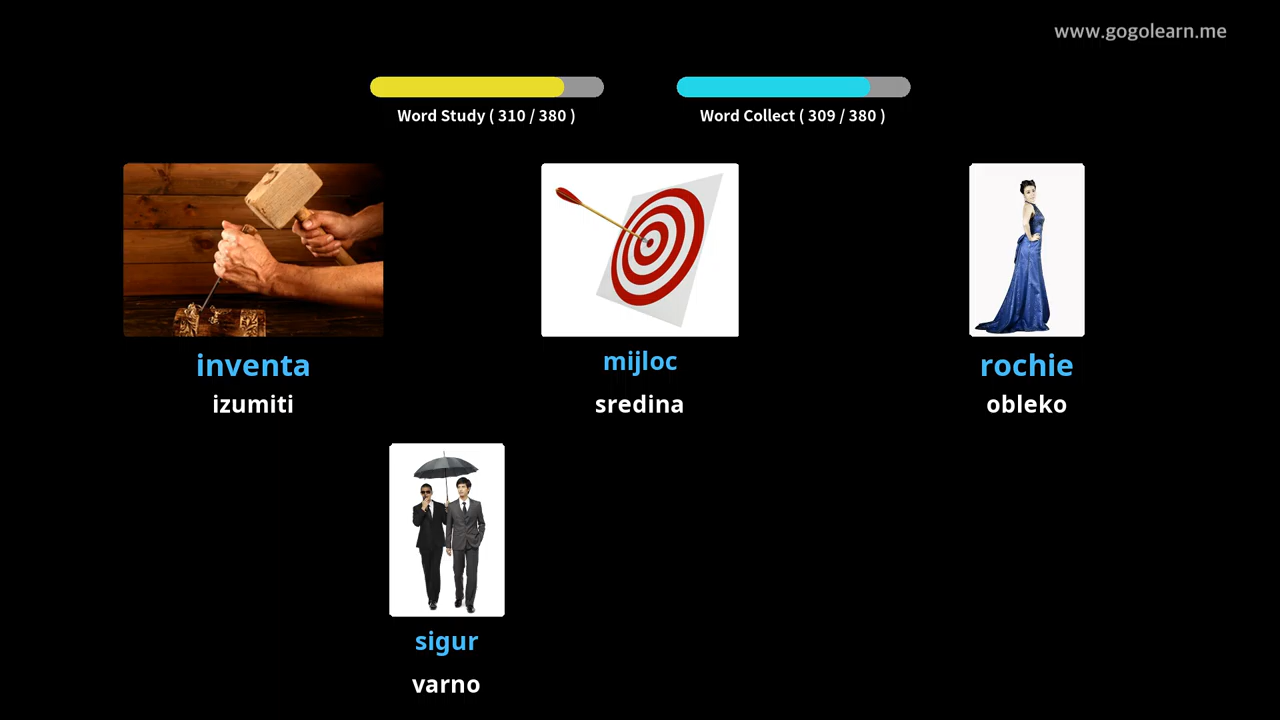 www.gogolearn.me
Word Study ( 310 / 380 )
Word Collect ( 309 / 380 )
inventa
mijloc
rochie
izumiti
sredina
obleko
sigur
varno